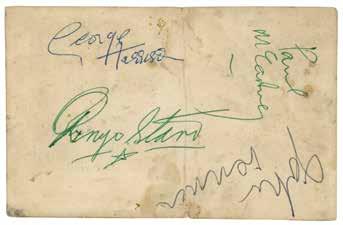 George
Harrison
Paul
McCartney
Ringo Starr
John
Lennon